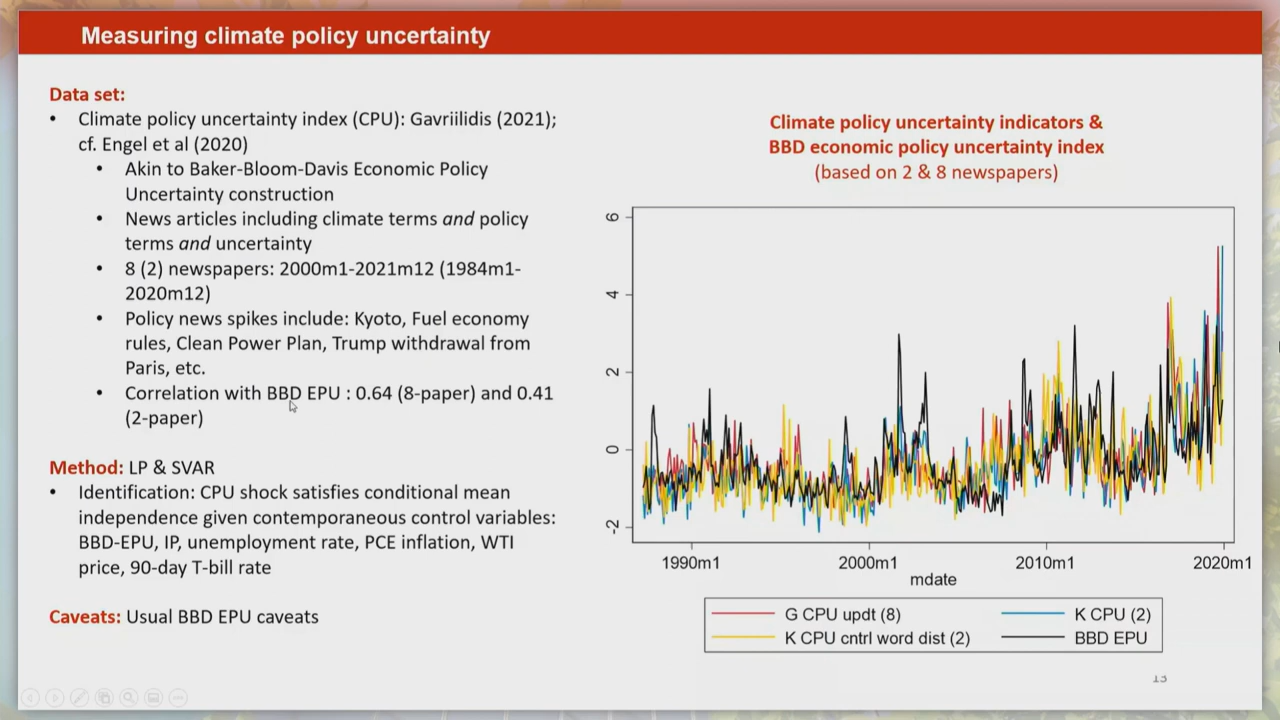 Measuring climate policy uncertainty
Data set:
• Climate policy uncertainty index (CPU): Gavriilidis (2021);
cf. Engel et al (2020)
• Akin to Baker-Bloom-Davis Economic Policy
Uncertainty construction
• News articles including climate terms and policy
terms and uncertainty
• 8 (2) newspapers: 2000m1-2021m12 (1984m1-
2020m12)
• Policy news spikes include: Kyoto, Fuel economy
rules, Clean Power Plan, Trump withdrawal from
Paris, etc.
• Correlation with BBD EPU : 0.64 (8-paper) and 0.41
(2-paper)
Method: LP & SVAR
• Identification: CPU shock satisfies conditional mean
independence given contemporaneous control variables:
BBD-EPU, IP, unemployment rate, PCE inflation, WTI
price, 90-day T-bill rate
Caveats: Usual BBD EPU caveats
Climate policy uncertainty indicators &
BBD economic policy uncertainty index
(based on 2 & 8 newspapers)
6
4
2
0
-2
1990m1 2000m1 2010m1 2020m1
mdate
G CPU updt (8) K CPU (2)
K CPU cntrl word dist (2) BBD EPU
13